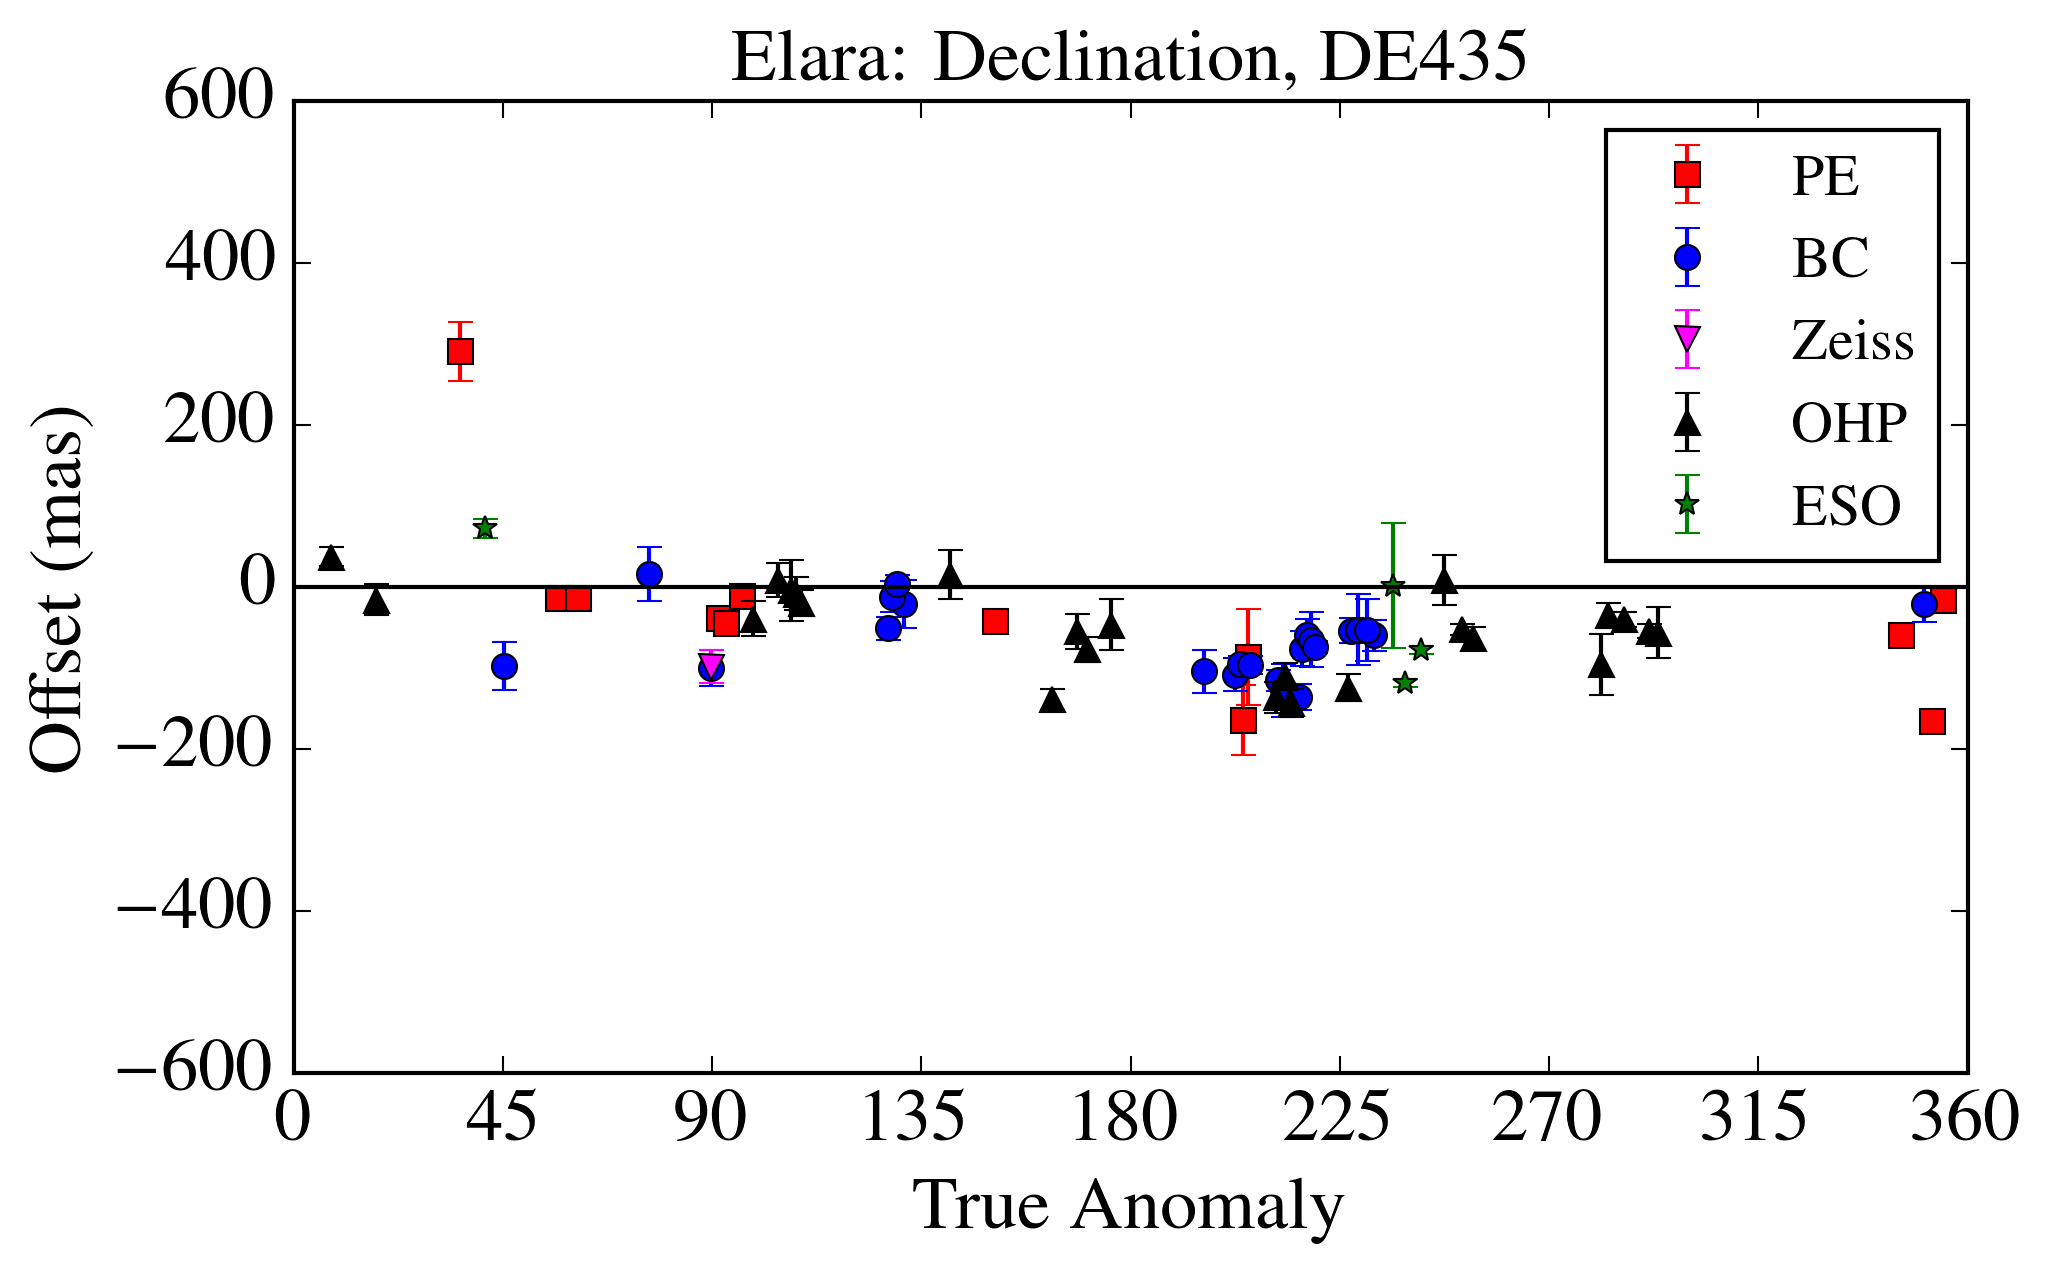 Elara: Declination, DE435
600
400
200
0
−200
−400
−600
Offset (mas)
0 45 90 135 180 225 270 315 360
True Anomaly
PE
BC
Zeiss
OHP
ESO